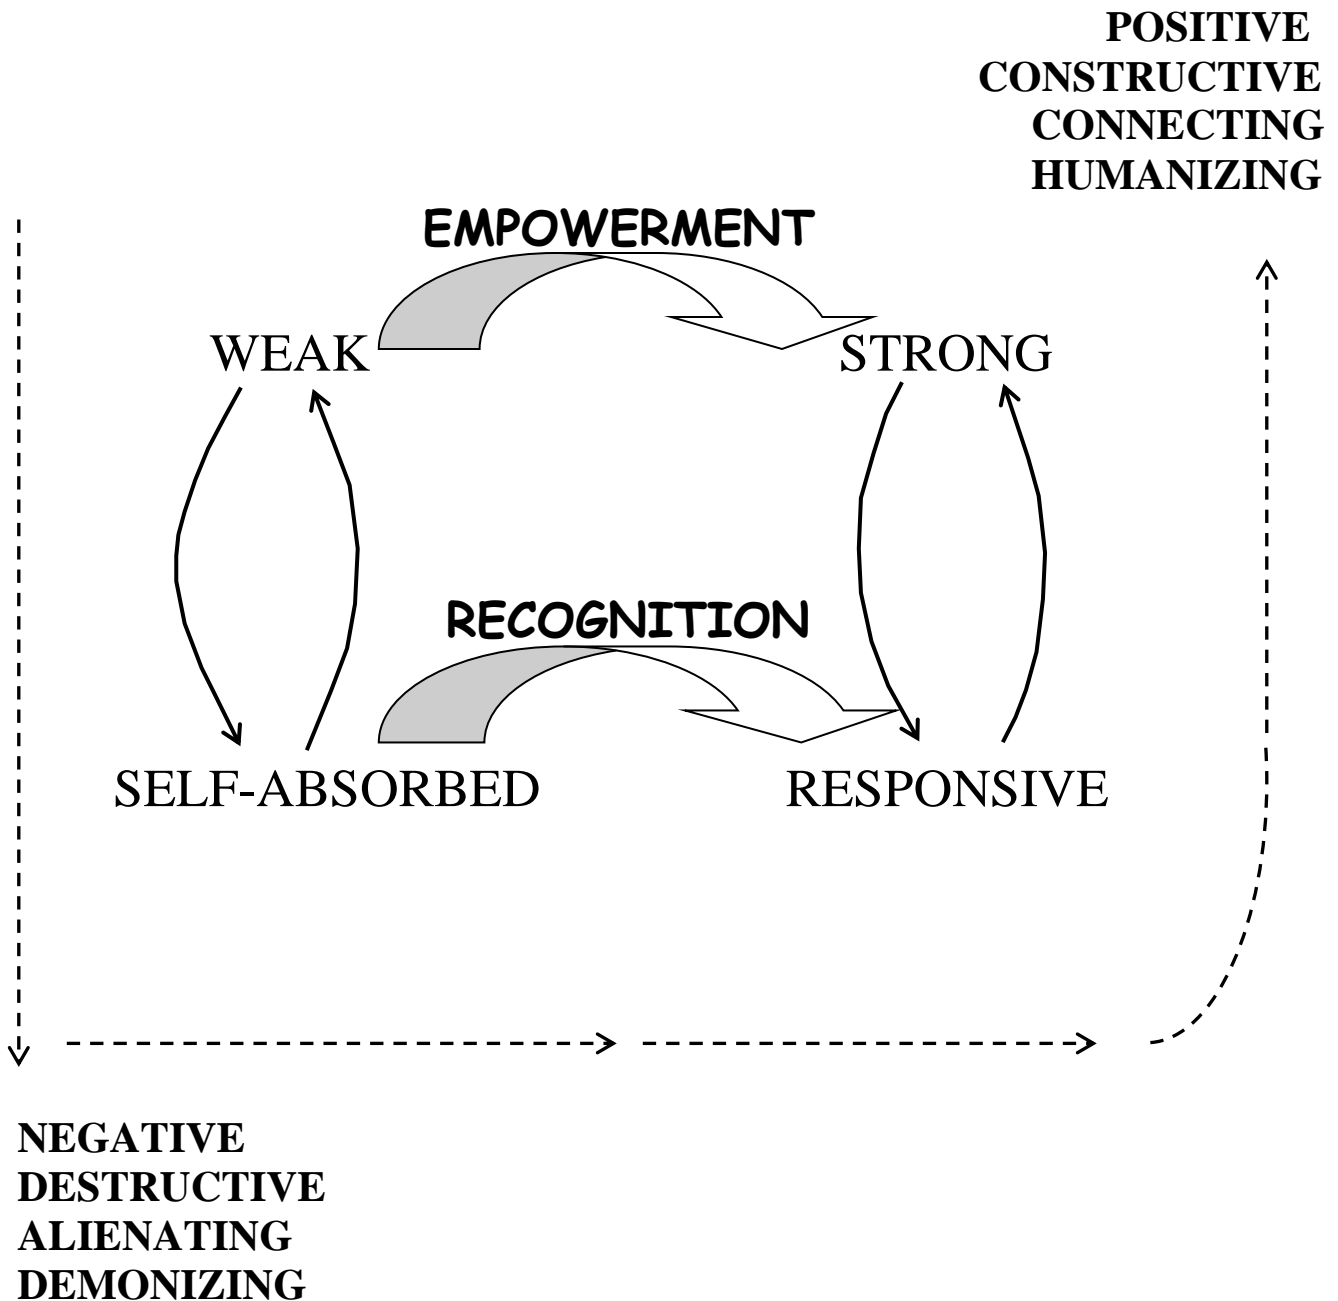 POSITIVE
CONSTRUCTIVE
CONNECTING
HUMANIZING
EMPOWERMENT
WEAK
STRONG
RECOGNITION
SELF-ABSORBED
RESPONSIVE
NEGATIVE
DESTRUCTIVE
ALIENATING
DEMONIZING